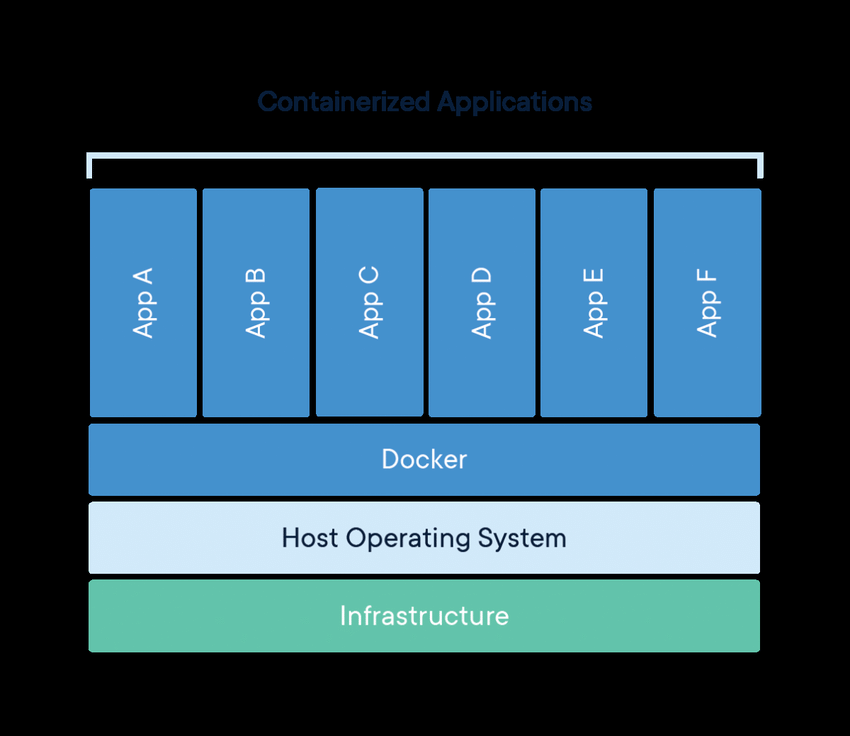 Containerized Applications
App A
App B
App C
App D
App E
App F
Docker
Host Operating System
Infrastructure